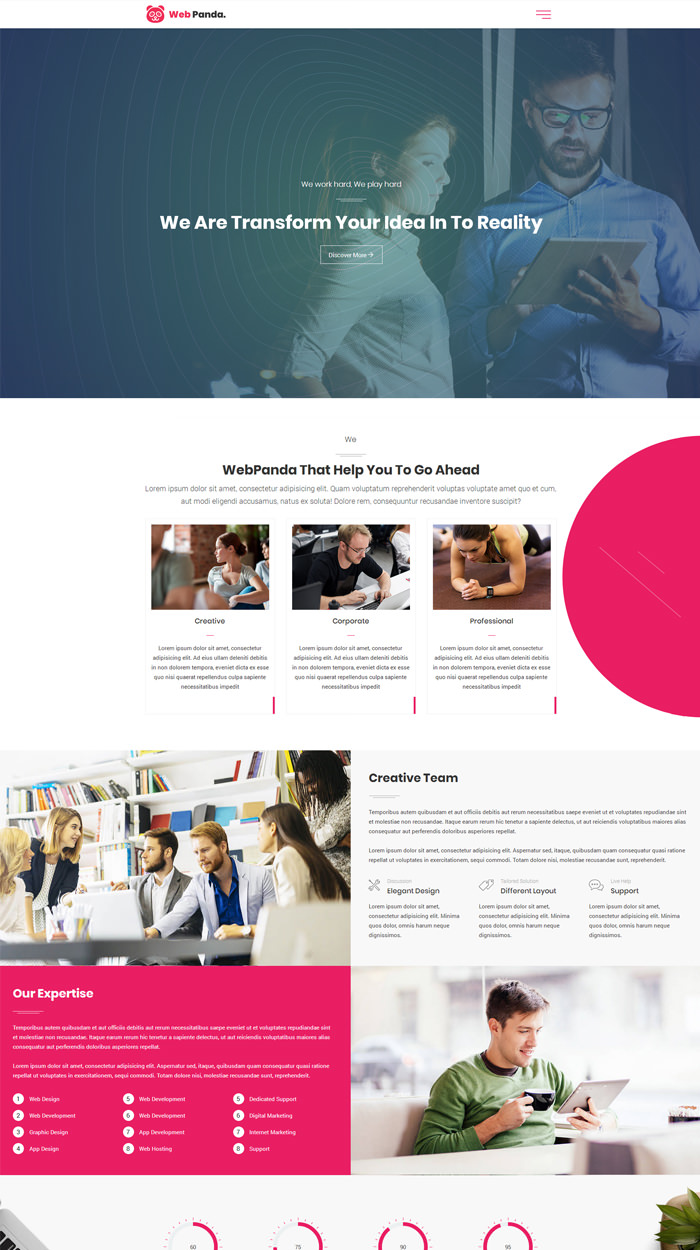 Web Panda.
We work hard, We play hard
We Are Transform Your Idea In To Reality
Discover More
We
WebPanda That Help You To Go Ahead
Lorem ipsum dolor sit amet, consectetur adipisicing elit. Quam voluptatum reprehenderit voluptas voluptate amet quo et cum,
aut modi eligendi accusamus, natus ex soluta! Dolore rem, consequuntur recusandae inventore suscipit?
Creative
Lorem ipsum dolor sit amet, consectetur
adipisicing elit. Ad eius ullam deleniti debitis
in non dolorem tempora, eveniet dicta ex esse
quo nisi quaerat repellendus culpa sapiente
necessitatibus impedit
Corporate
Lorem ipsum dolor sit amet, consectetur
adipisicing elit. Ad eius ullam deleniti debitis
in non dolorem tempora, eveniet dicta ex esse
quo nisi quaerat repellendus culpa sapiente
necessitatibus impedit
Professional
Lorem ipsum dolor sit amet, consectetur
adipisicing elit. Ad eius ullam deleniti debitis
in non dolorem tempora, eveniet dicta ex esse
quo nisi quaerat repellendus culpa sapiente
necessitatibus impedit
Creative Team
Temporibus autem quibusdam et aut officiis debitis aut rerum necessitatibus saepe eveniet ut et voluptates repudiandae sint
et molestiae non recusandae. Itaque earum rerum hic tenetur a sapiente delectus, ut aut reiciendis voluptatibus maiores alias
consequatur aut perferendis doloribus asperiores repellat.
Lorem ipsum dolor sit amet, consectetur adipisicing elit. Aspernatur sed, itaque, quibusdam quam consequatur quasi ratione
repellat ut voluptates in exercitationem, sequi commodi. Totam dolore nisi, molestiae recusandae sunt, reprehenderit.
Discussion
Elegant Design
Lorem ipsum dolor sit amet,
consectetur adipisicing elit. Minima
quos dolor, omnis harum neque
dignissimos.
Tailored Solution
Different Layout
Lorem ipsum dolor sit amet,
consectetur adipisicing elit. Minima
quos dolor, omnis harum neque
dignissimos.
Live Help
Support
Lorem ipsum dolor sit amet,
consectetur adipisicing elit. Minima
quos dolor, omnis harum neque
dignissimos.
Our Expertise
Temporibus autem quibusdam et aut officiis debitis aut rerum necessitatibus saepe eveniet ut et voluptates repudiandae sint
et molestiae non recusandae. Itaque earum rerum hic tenetur a sapiente delectus, ut aut reiciendis voluptatibus maiores alias
consequatur aut perferendis doloribus asperiores repellat.
Lorem ipsum dolor sit amet, consectetur adipisicing elit. Aspernatur sed, itaque, quam consequatur quasi ratione
repellat ut voluptates in exercitationem, sequi commodi. Totam dolore nisi, molestiae recusandae sunt, reprehenderit.
1 Web Design
2 Web Development
3 Graphic Design
4 App Design
5 Web Development
6 Web Development
7 App Development
8 Web Hosting
5 Dedicated Support
6 Digital Marketing
7 Internet Marketing
8 Support
60
75
90
95